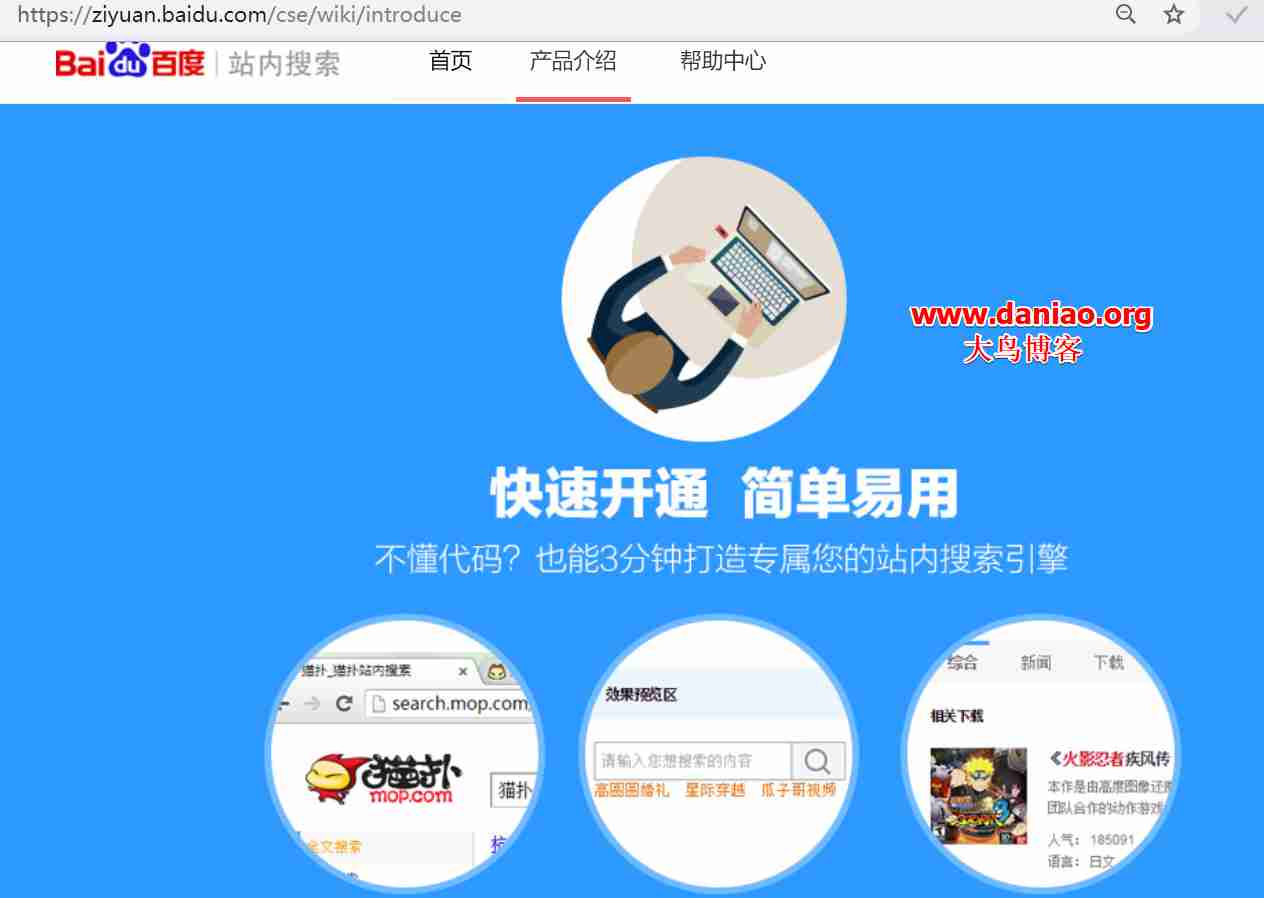 https://ziyuan.baidu.com/cse/wiki/introduce
Bai du 百度 站内搜索
首页 产品介绍 帮助中心
www.daniao.org
大鸟博客
快速开通 简单易用
不懂代码？也能3分钟打造专属您的站内搜索引擎
猫扑_猫扑站内搜索
search.mop.com
猫扑
mop.com
猫扑
全文搜索
效果预览区
请输入您想搜索的内容
高圆圆婚礼 星际穿越 瓜子哥视频
综合 新闻 下载
相关下载
《火影忍者疾风传
本作是由高度图像还
团队合作的动作游戏
人气： 185091
语言： 日文